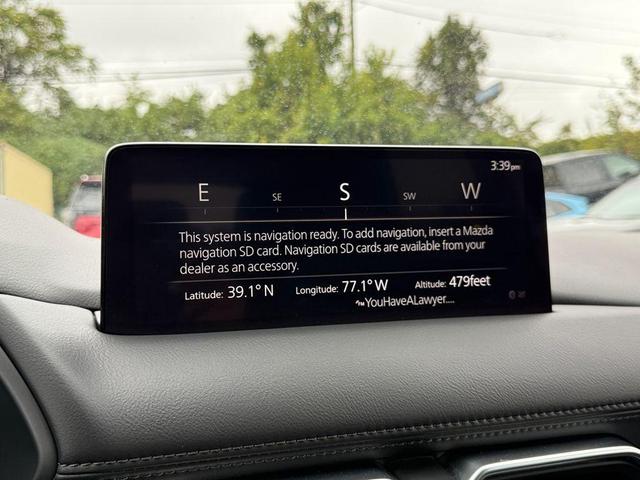 3:39pm
E SE S SW W
This system is navigation ready. To add navigation, insert a Mazda
navigation SD card. Navigation SD cards are available from your
dealer as an accessory.
Latitude: 39.1° N Longitude: 77.1° W Altitude: 479feet
YouHaveALawyer....